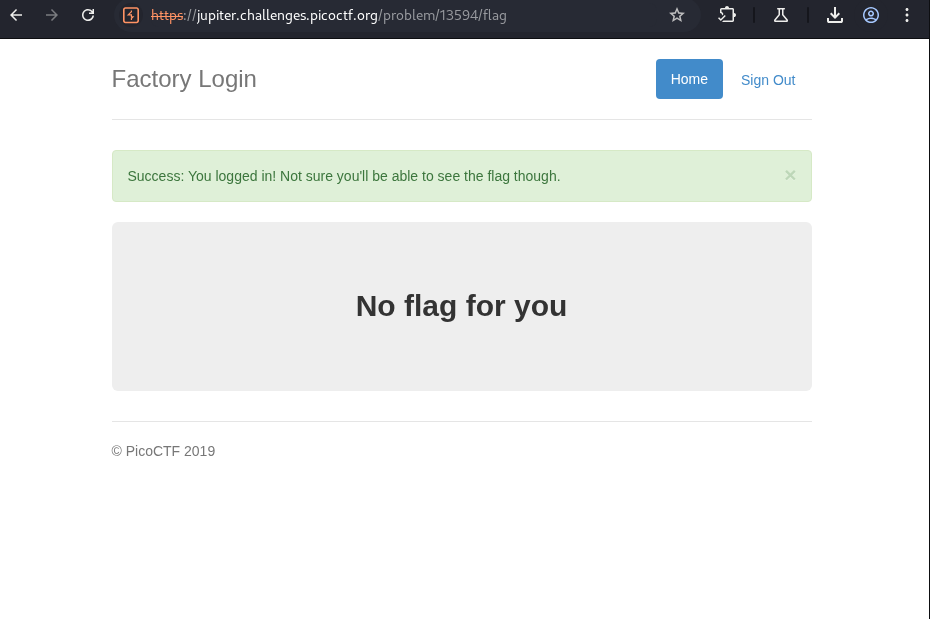 https://jupiter.challenges.picoctf.org/problem/13594/flag
Factory Login
Home
Sign Out
Success: You logged in! Not sure you'll be able to see the flag though.
×
No flag for you
© PicoCTF 2019